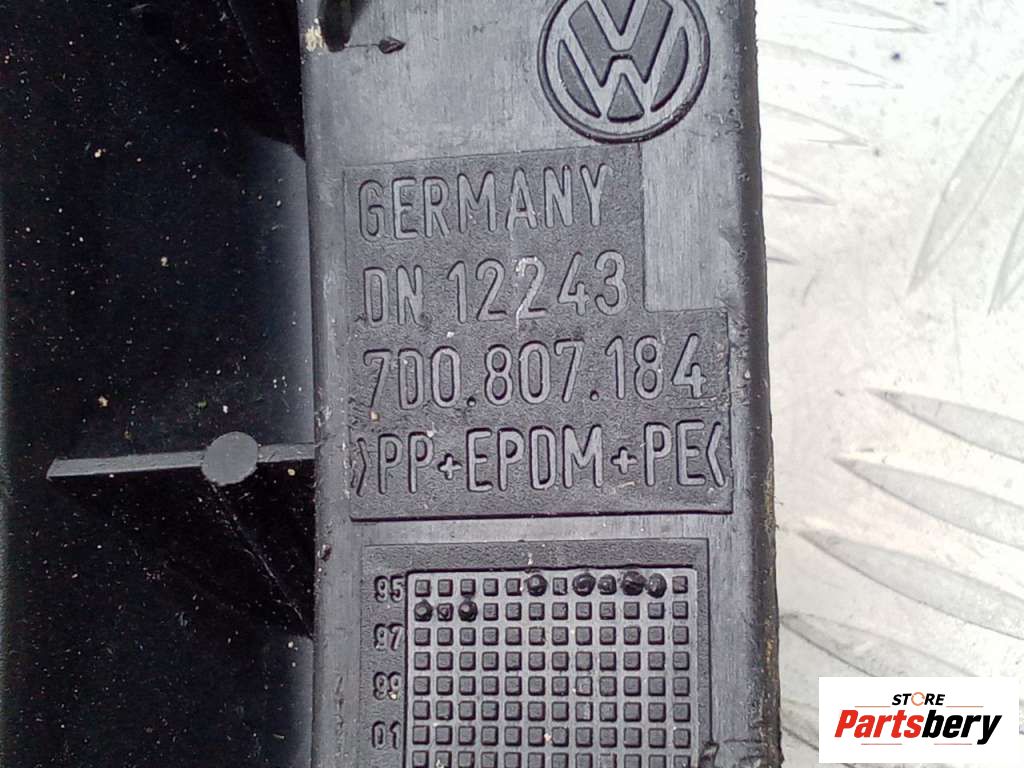 GERMANY
DN 12243
7D0.807.184
>PP+EPDM+PE<
95
97
99
01
STORE
Partsbery